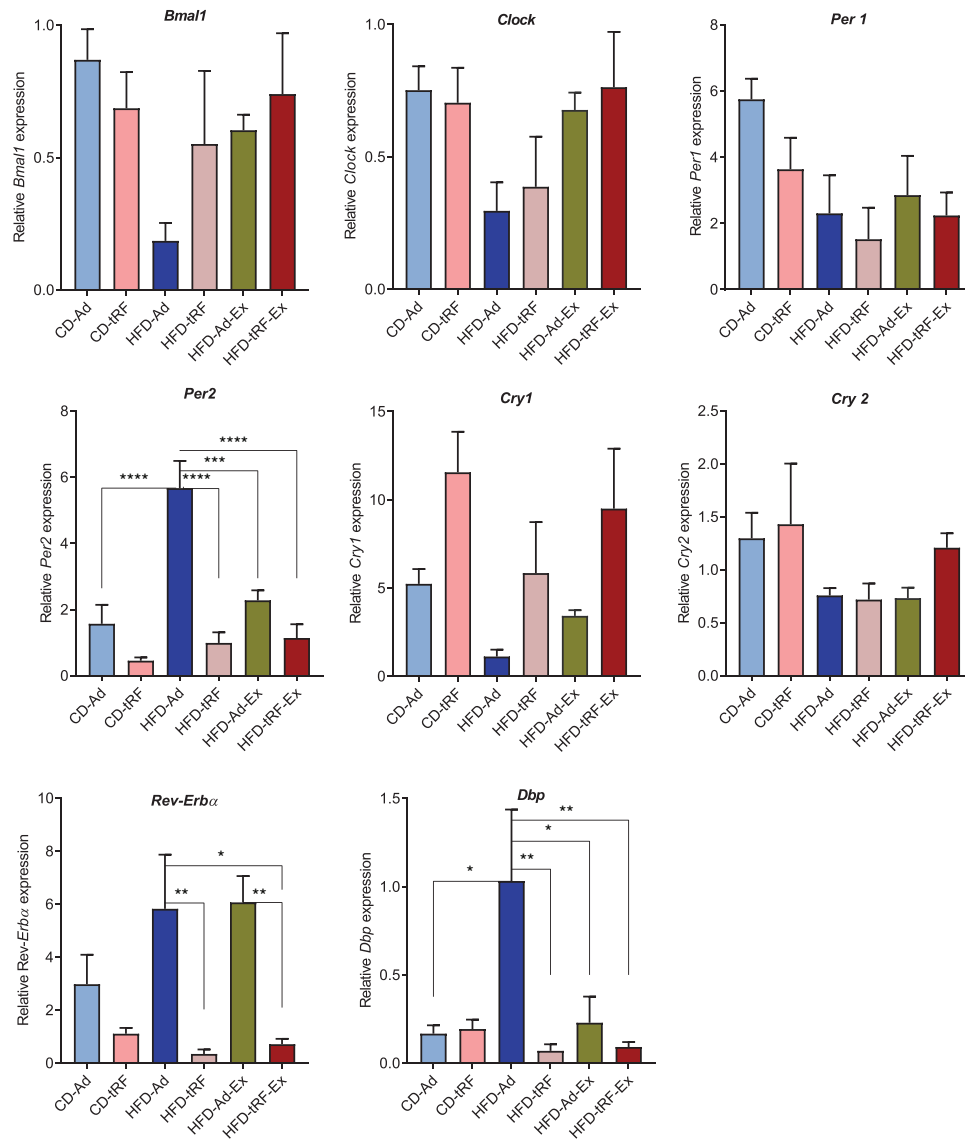 Bmal1
Relative Bmal1 expression
1.0
0.5
0.0
CD-Ad
CD-tRF
HFD-Ad
HFD-tRF
HFD-Ad-Ex
HFD-tRF-Ex
Clock
Relative Clock expression
1.0
0.5
0.0
CD-Ad
CD-tRF
HFD-Ad
HFD-tRF
HFD-Ad-Ex
HFD-tRF-Ex
Per 1
Relative Per1 expression
8
6
4
2
0
CD-Ad
CD-tRF
HFD-Ad
HFD-tRF
HFD-Ad-Ex
HFD-tRF-Ex
Per2
Relative Per2 expression
8
6
4
2
0
****
***
**** ****
CD-Ad
CD-tRF
HFD-Ad
HFD-tRF
HFD-Ad-Ex
HFD-tRF-Ex
Cry1
Relative Cry1 expression
15
10
5
0
CD-Ad
CD-tRF
HFD-Ad
HFD-tRF
HFD-Ad-Ex
HFD-tRF-Ex
Cry 2
Relative Cry2 expression
2.5
2.0
1.5
1.0
0.5
0.0
CD-Ad
CD-tRF
HFD-Ad
HFD-tRF
HFD-Ad-Ex
HFD-tRF-Ex
Rev-Erbα
Relative Rev-Erbα expression
10
8
6
4
2
0
*
** **
CD-Ad
CD-tRF
HFD-Ad
HFD-tRF
HFD-Ad-Ex
HFD-tRF-Ex
Dbp
Relative Dbp expression
1.5
1.0
0.5
0.0
**
*
**
*
CD-Ad
CD-tRF
HFD-Ad
HFD-tRF
HFD-Ad-Ex
HFD-tRF-Ex